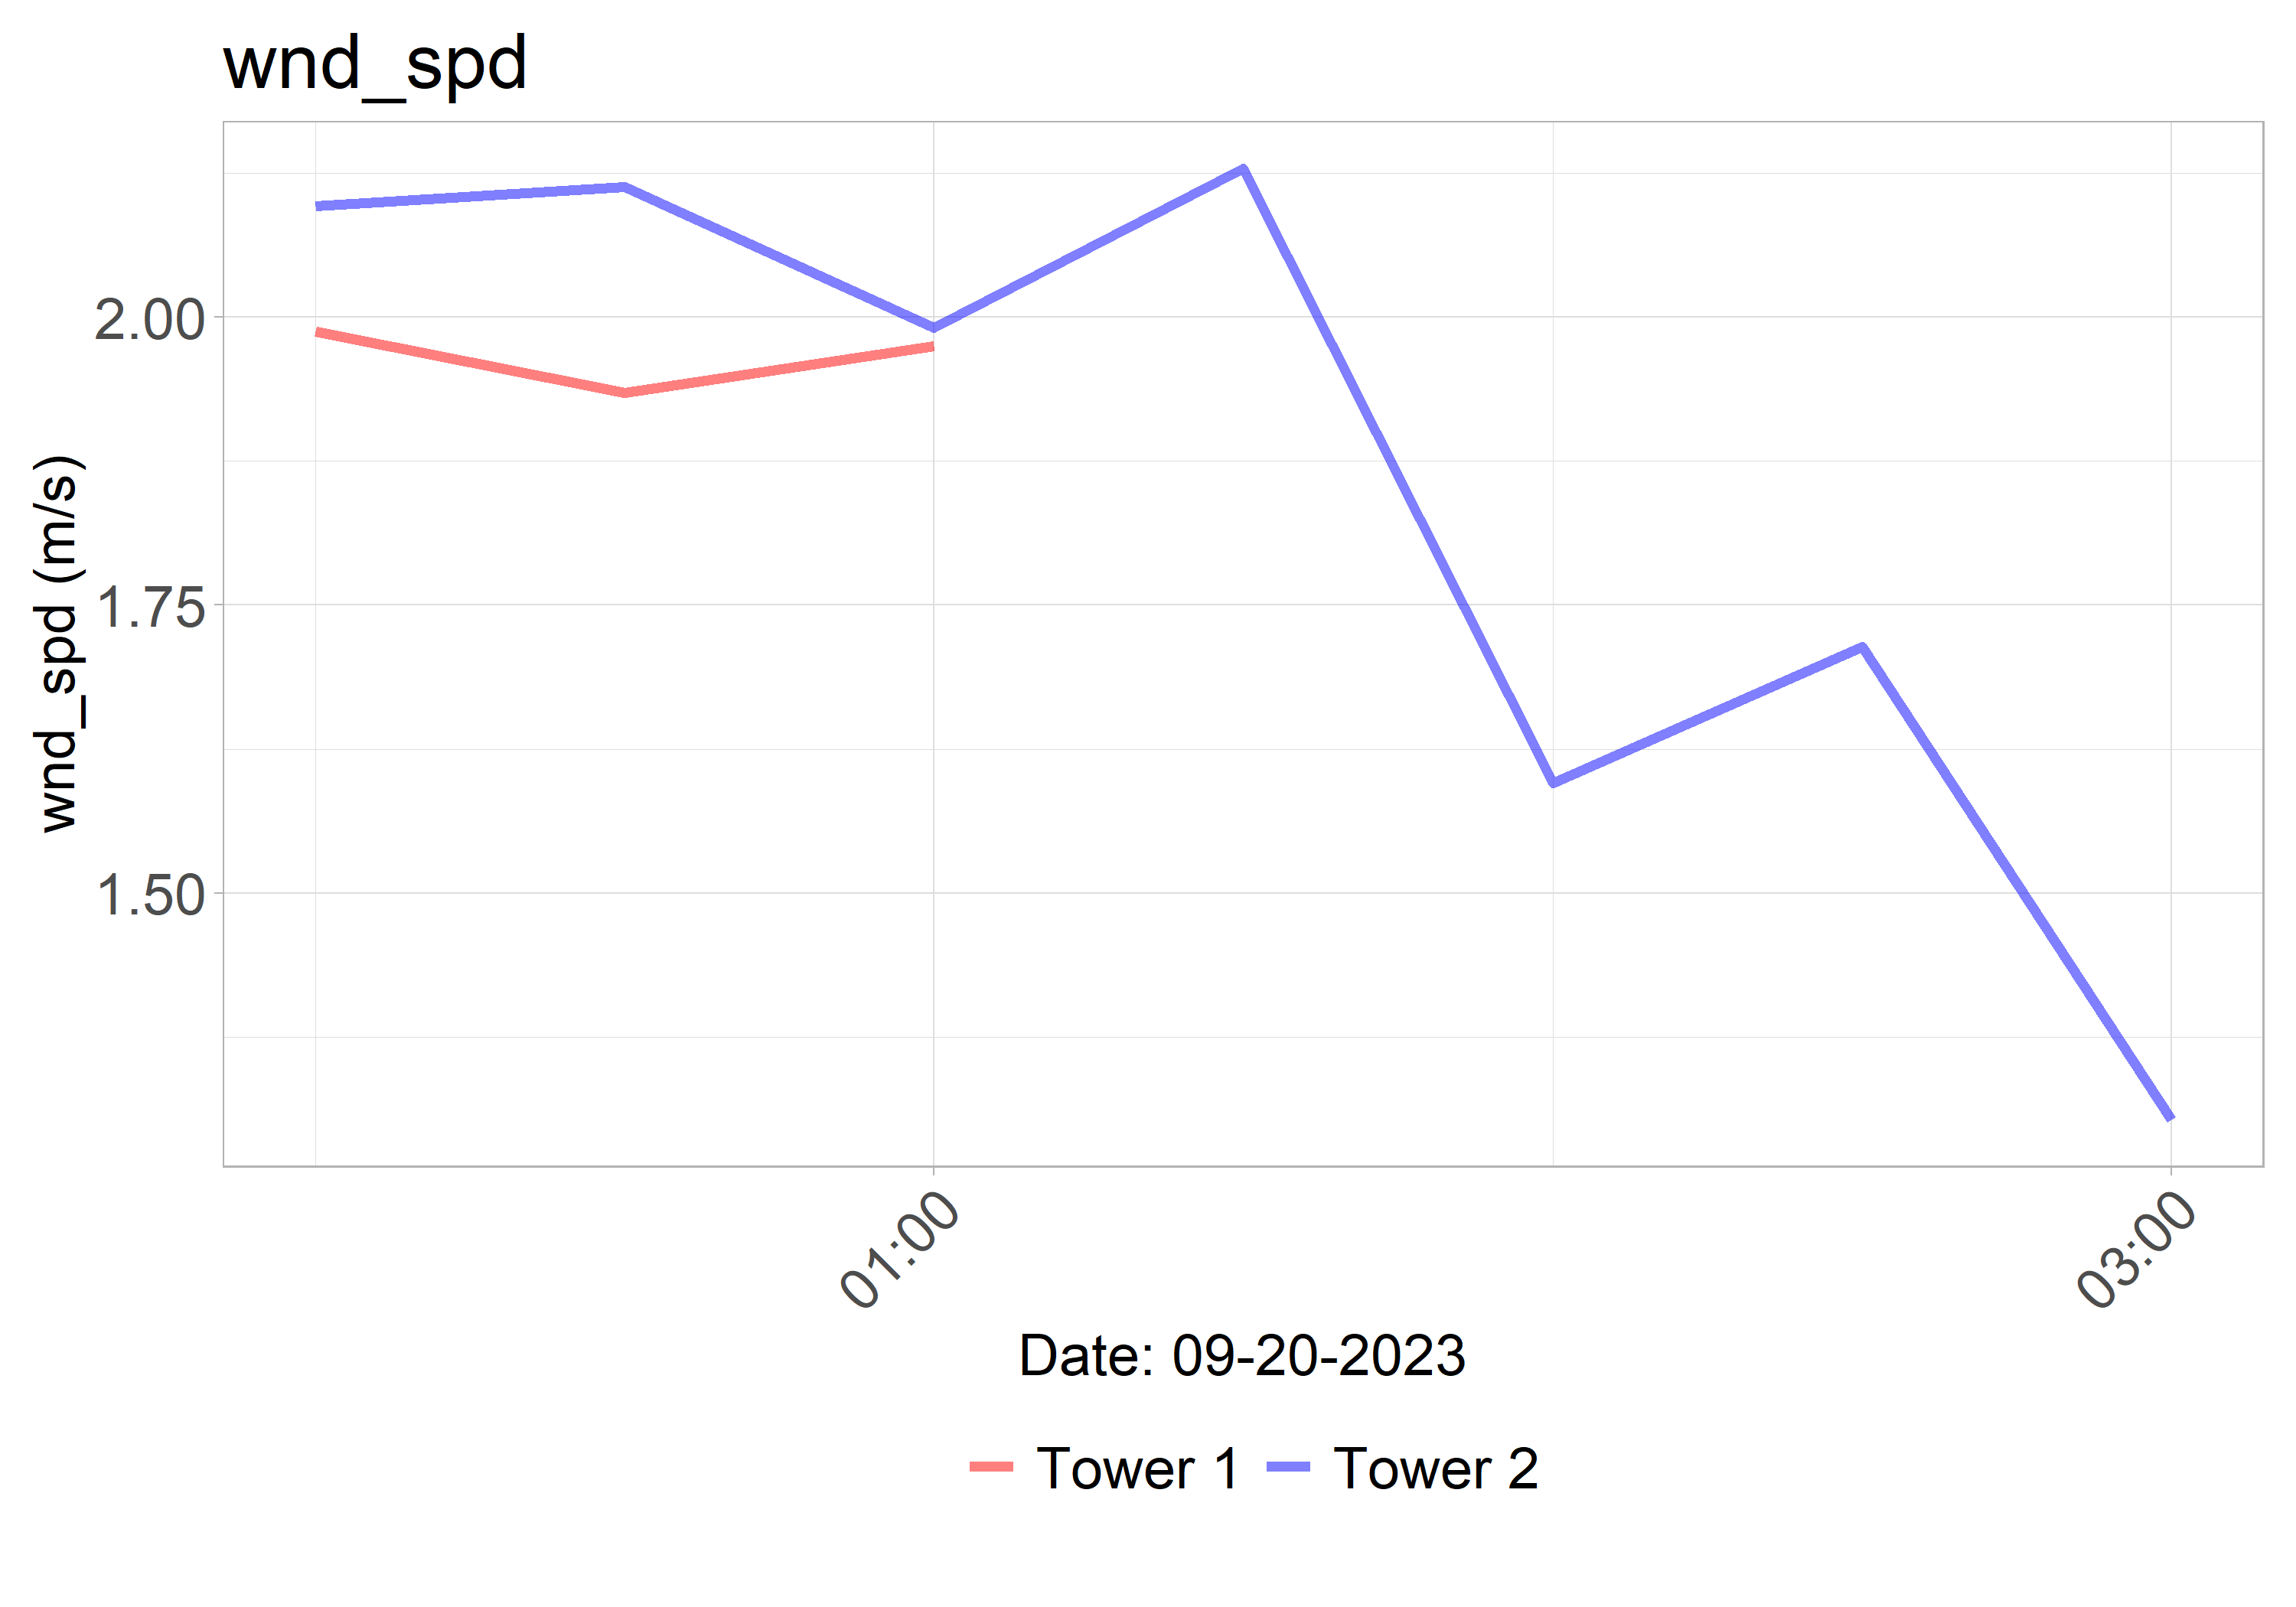 wnd_spd
wnd_spd (m/s)
2.00
1.75
1.50
01:00
03:00
Date: 09-20-2023
Tower 1
Tower 2